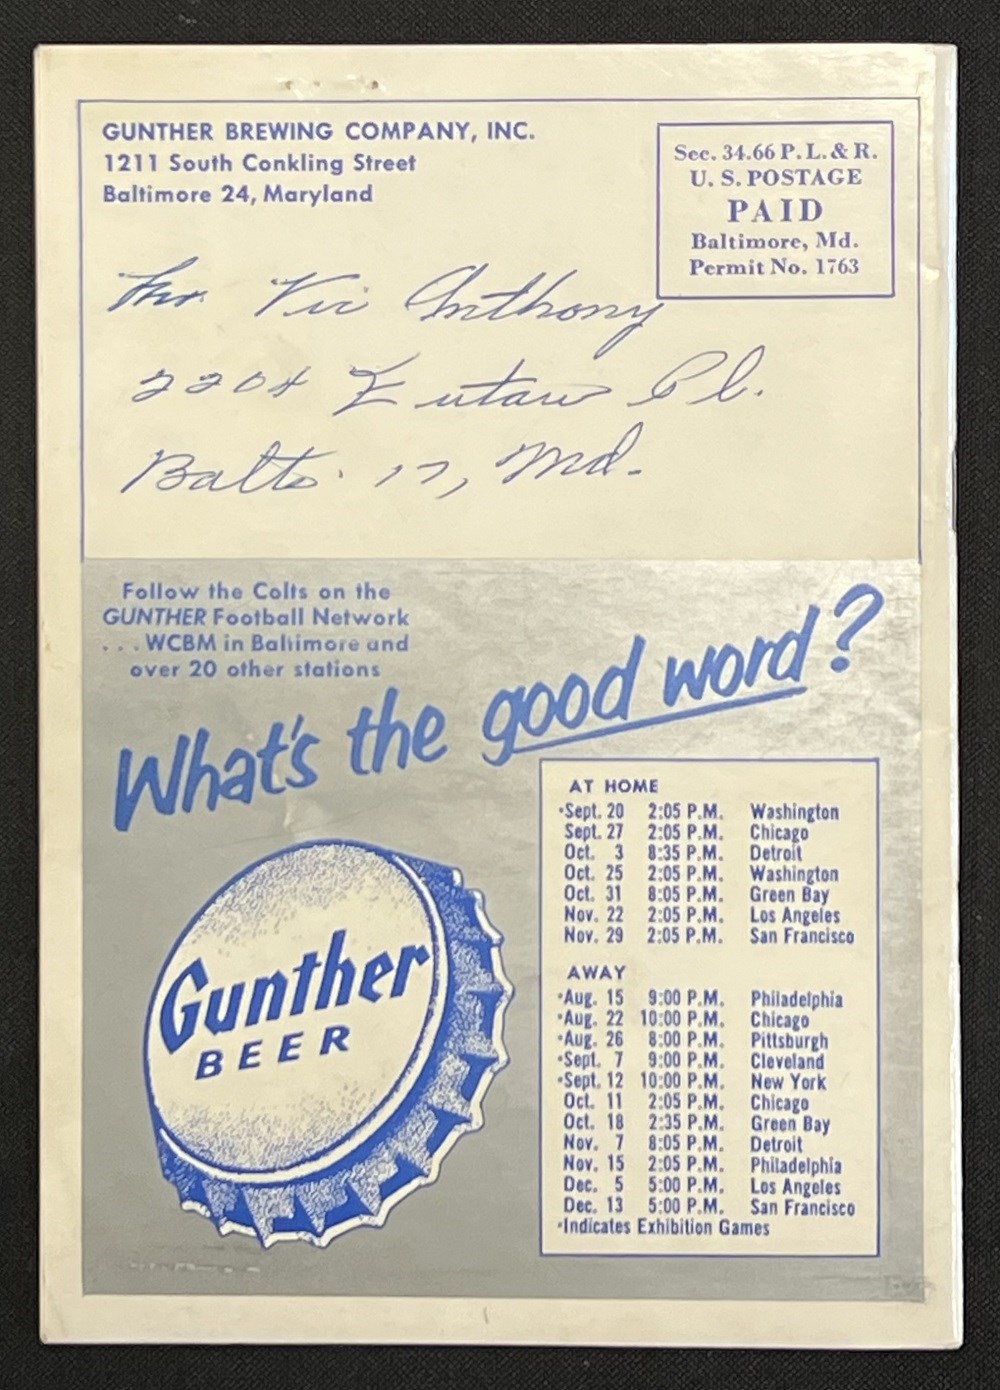 GUNTHER BREWING COMPANY, INC.
1211 South Conkling Street
Baltimore 24, Maryland
Sec. 34.66 P. L. & R.
U. S. POSTAGE
PAID
Baltimore, Md.
Permit No. 1763
Vic Anthony
2204 Eutaw Pl.
Balto. 17, Md.
Follow the Colts on the
GUNTHER Football Network
. . . WCBM in Baltimore and
over 20 other stations
What's the good word?
Gunther
BEER
AT HOME
*Sept. 20 2:05 P.M. Washington
Sept. 27 2:05 P.M. Chicago
Oct. 3 8:35 P.M. Detroit
Oct. 25 2:05 P.M. Washington
Oct. 31 8:05 P.M. Green Bay
Nov. 22 2:05 P.M. Los Angeles
Nov. 29 2:05 P.M. San Francisco
AWAY
*Aug. 15 9:00 P.M. Philadelphia
*Aug. 22 10:00 P.M. Chicago
*Aug. 26 8:00 P.M. Pittsburgh
*Sept. 7 9:00 P.M. Cleveland
*Sept. 12 10:00 P.M. New York
Oct. 11 2:05 P.M. Chicago
Oct. 18 2:35 P.M. Green Bay
Nov. 7 8:05 P.M. Detroit
Nov. 15 2:05 P.M. Philadelphia
Dec. 5 5:00 P.M. Los Angeles
Dec. 13 5:00 P.M. San Francisco
*Indicates Exhibition Games